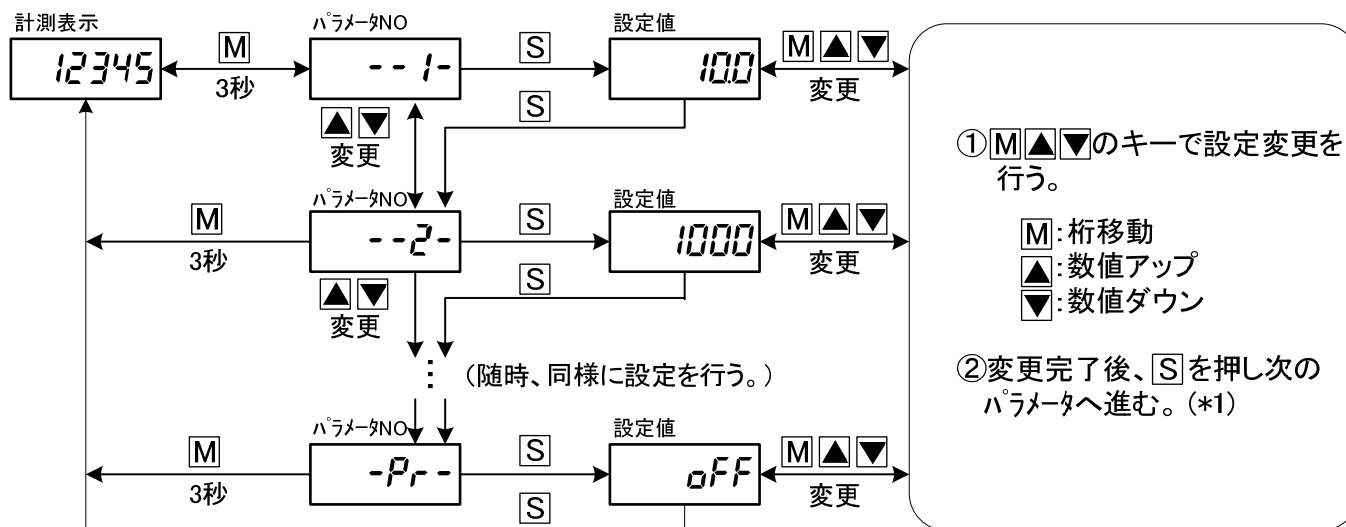 計測表示
12345
M
3秒
パラメータNO
--1-
S
設定値
10.0
M▲▼
変更
S
▲▼
変更
パラメータNO
--2-
M
3秒
S
設定値
1000
M▲▼
変更
S
▲▼
変更
(随時、同様に設定を行う。)
パラメータNO
-Pr-
M
3秒
S
設定値
oFF
M▲▼
変更
S
①M▲▼のキーで設定変更を
行う。
M:桁移動
▲:数値アップ
▼:数値ダウン
②変更完了後、Sを押し次の
パラメータへ進む。(*1)